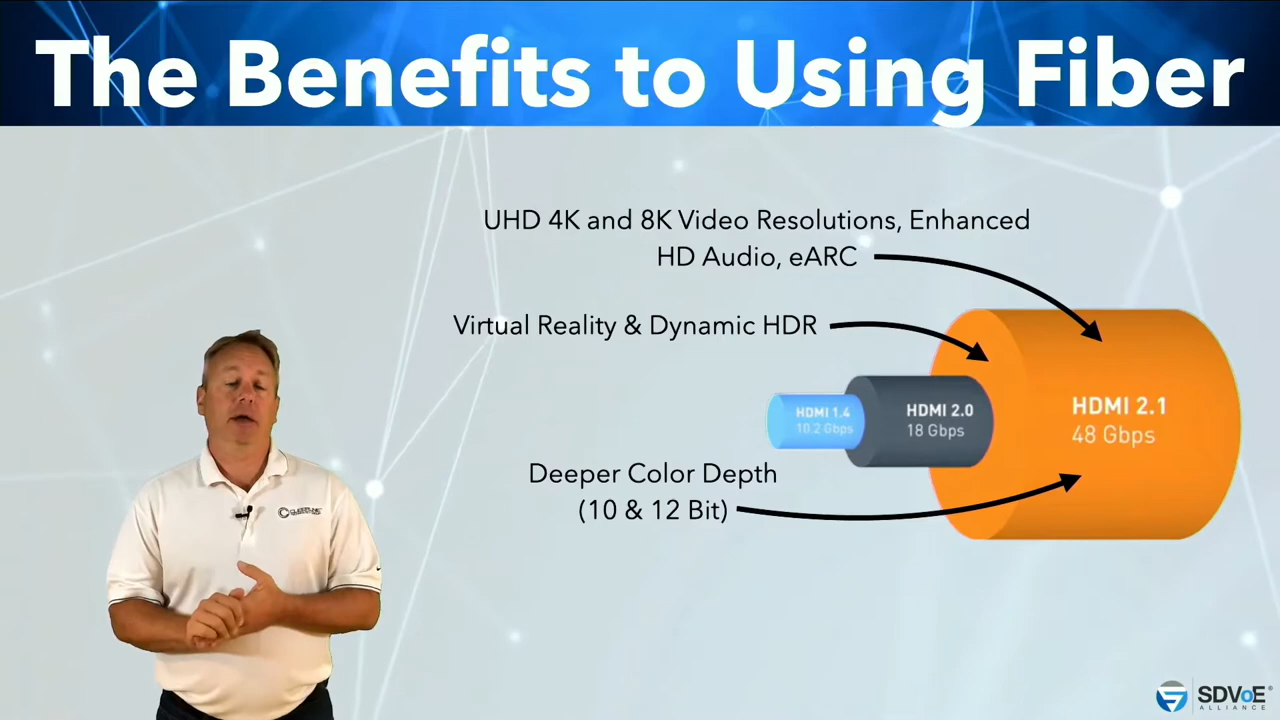 The Benefits to Using Fiber
UHD 4K and 8K Video Resolutions, Enhanced
HD Audio, eARC
Virtual Reality & Dynamic HDR
HDMI 1.4
10.2 Gbps
HDMI 2.0
18 Gbps
HDMI 2.1
48 Gbps
Deeper Color Depth
(10 & 12 Bit)
SDVoE®
ALLIANCE